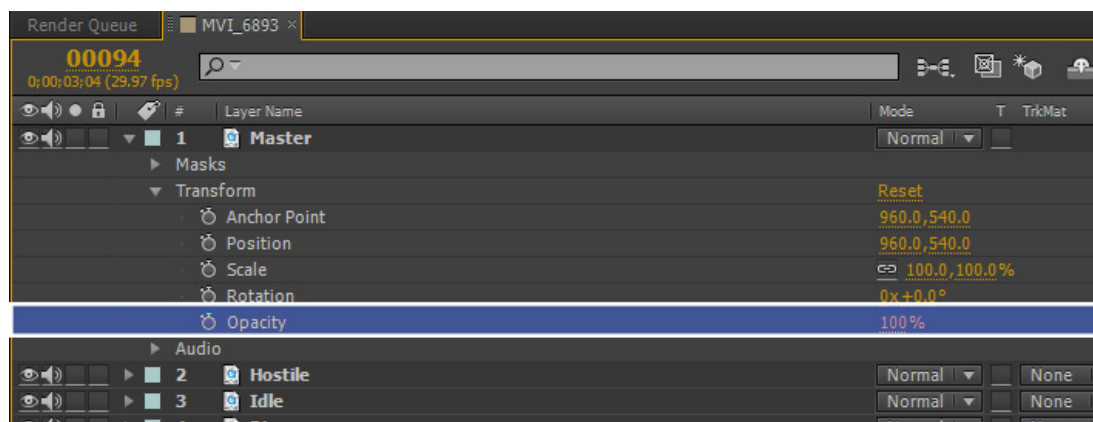 Render Queue MVI_6893 ×
00094
0;00;03;04 (29.97 fps)
# Layer Name Mode T TrkMat
1 Master Normal
Masks
Transform Reset
Anchor Point 960.0,540.0
Position 960.0,540.0
Scale 100.0,100.0%
Rotation 0x+0.0°
Opacity 100%
Audio
2 Hostile Normal None
3 Idle Normal None